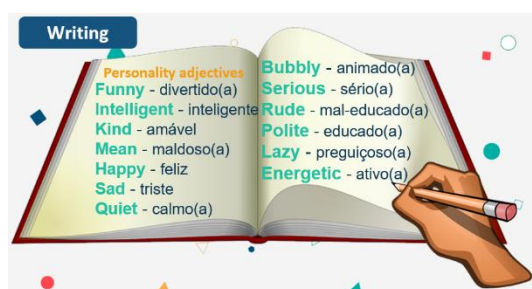 Writing
Personality adjectives
Funny - divertido(a)
Intelligent - inteligente
Kind - amável
Mean - maldoso(a)
Happy - feliz
Sad - triste
Quiet - calmo(a)
Bubbly - animado(a)
Serious - sério(a)
Rude - mal-educado(a)
Polite - educado(a)
Lazy - preguiçoso(a)
Energetic - ativo(a)